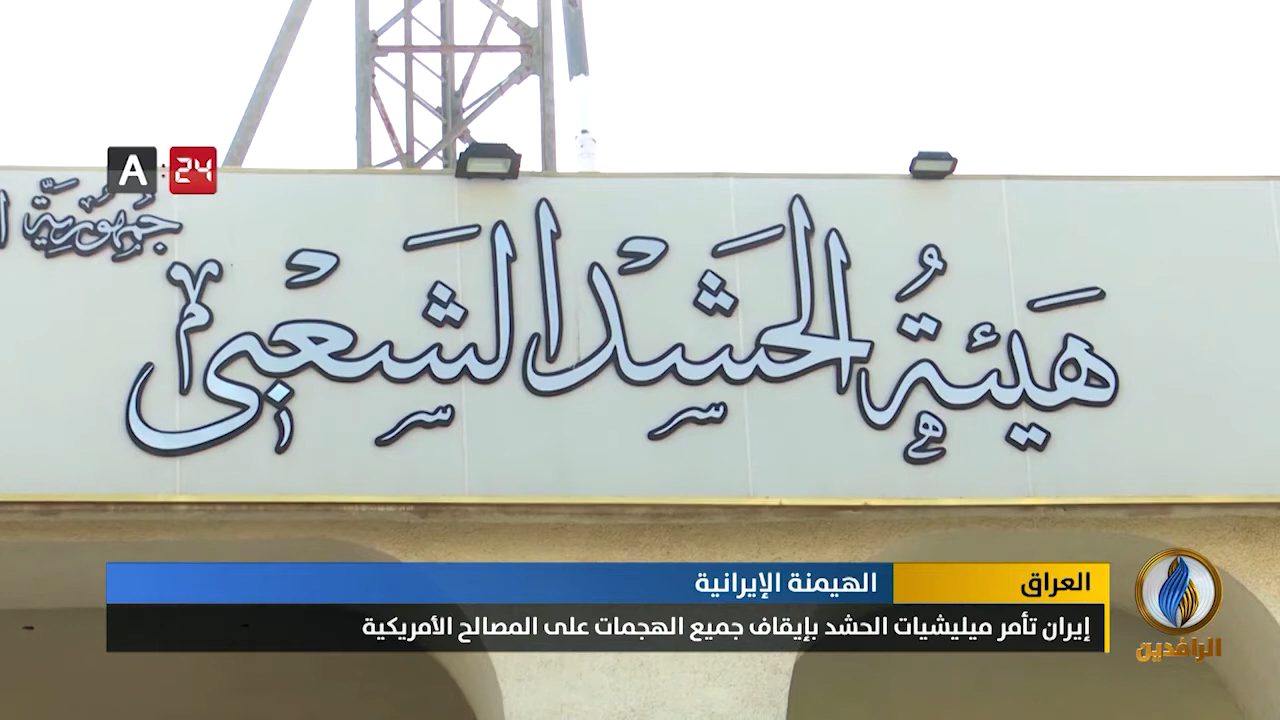 A 24
جمهورية
هيئة الحشد الشعبي
العراق
الهيمنة الإيرانية
إيران تأمر ميليشيات الحشد بإيقاف جميع الهجمات على المصالح الأمريكية
الرافدين